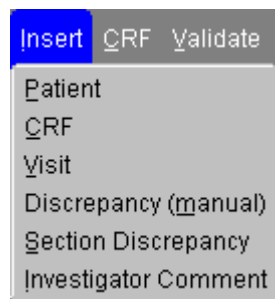 Insert CRF Validate
Patient
CRF
Visit
Discrepancy (manual)
Section Discrepancy
Investigator Comment